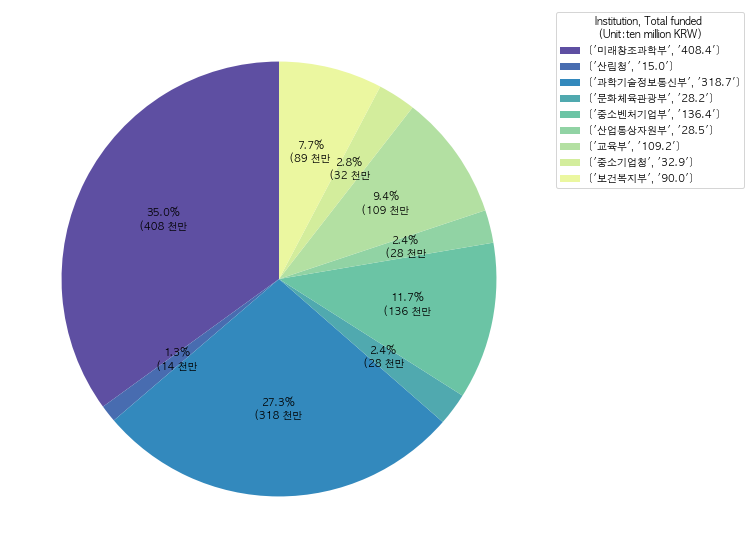 Institution, Total funded
(Unit:ten million KRW)
('미래창조과학부', '408.4')
('산림청', '15.0')
('과학기술정보통신부', '318.7')
('문화체육관광부', '28.2')
('중소벤처기업부', '136.4')
('산업통상자원부', '28.5')
('교육부', '109.2')
('중소기업청', '32.9')
('보건복지부', '90.0')
7.7%
(89 천만
2.8%
(32 천만
9.4%
(109 천만
35.0%
(408 천만
2.4%
(28 천만
11.7%
(136 천만
1.3%
(14 천만
2.4%
(28 천만
27.3%
(318 천만